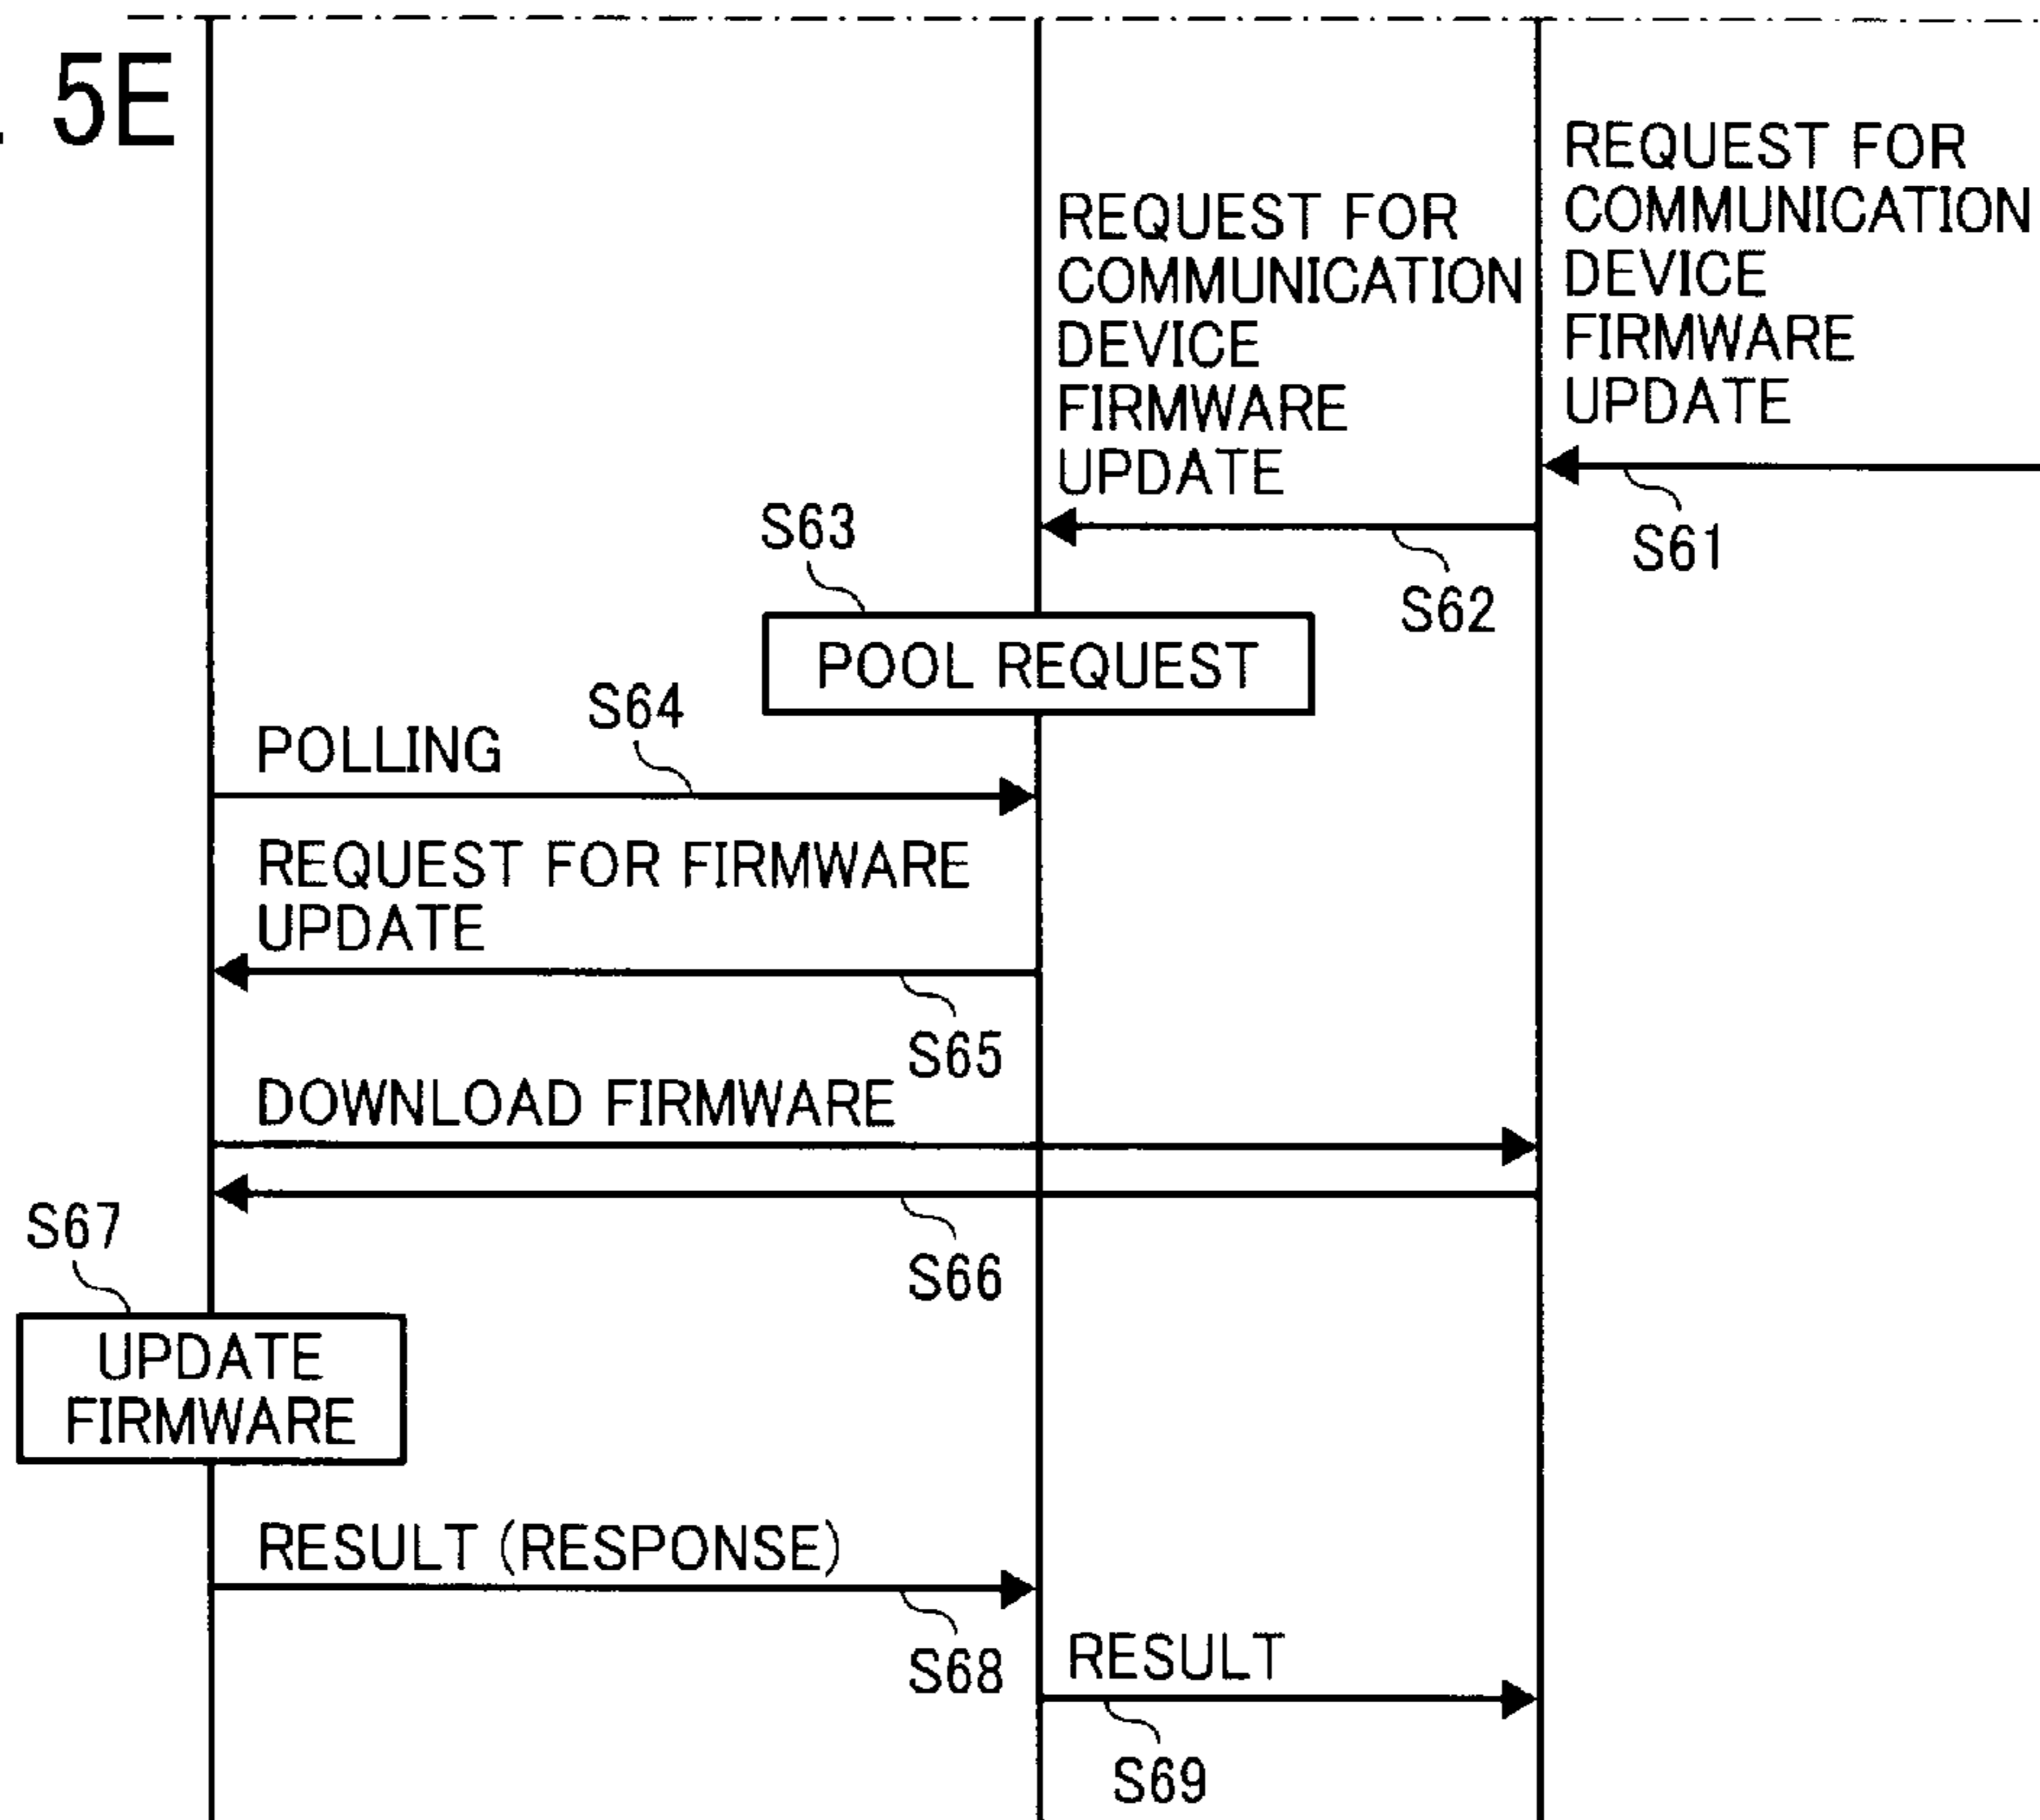 5E
REQUEST FOR
COMMUNICATION
DEVICE
FIRMWARE
UPDATE
S61
REQUEST FOR
COMMUNICATION
DEVICE
FIRMWARE
UPDATE
S62
S63
POOL REQUEST
S64
POLLING
REQUEST FOR FIRMWARE
UPDATE
S65
DOWNLOAD FIRMWARE
S66
S67
UPDATE
FIRMWARE
RESULT (RESPONSE)
S68
RESULT
S69